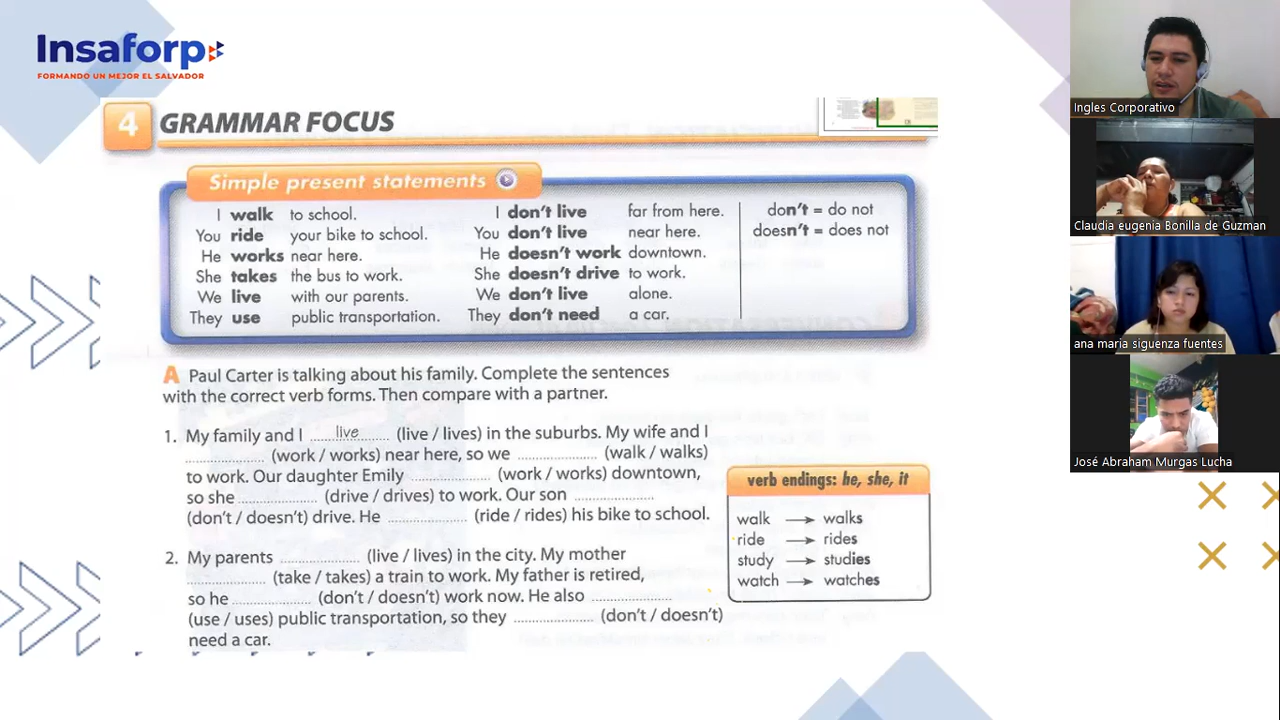 Insaforp
FORMANDO UN MEJOR EL SALVADOR
4 GRAMMAR FOCUS
Simple present statements
I walk to school. I don't live far from here. don't = do not
You ride your bike to school. You don't live near here. doesn't = does not
He works near here. He doesn't work downtown.
She takes the bus to work. She doesn't drive to work.
We live with our parents. We don't live alone.
They use public transportation. They don't need a car.
A Paul Carter is talking about his family. Complete the sentences
with the correct verb forms. Then compare with a partner.
1. My family and I live (live / lives) in the suburbs. My wife and I
(work / works) near here, so we (walk / walks)
to work. Our daughter Emily (work / works) downtown,
so she (drive / drives) to work. Our son
(don't / doesn't) drive. He (ride / rides) his bike to school.
2. My parents (live / lives) in the city. My mother
(take / takes) a train to work. My father is retired,
so he (don't / doesn't) work now. He also
(use / uses) public transportation, so they (don't / doesn't)
need a car.
verb endings: he, she, it
walk → walks
ride → rides
study → studies
watch → watches
Ingles Corporativo
Claudia eugenia Bonilla de Guzman
ana maria siguenza fuentes
José Abraham Murgas Lucha